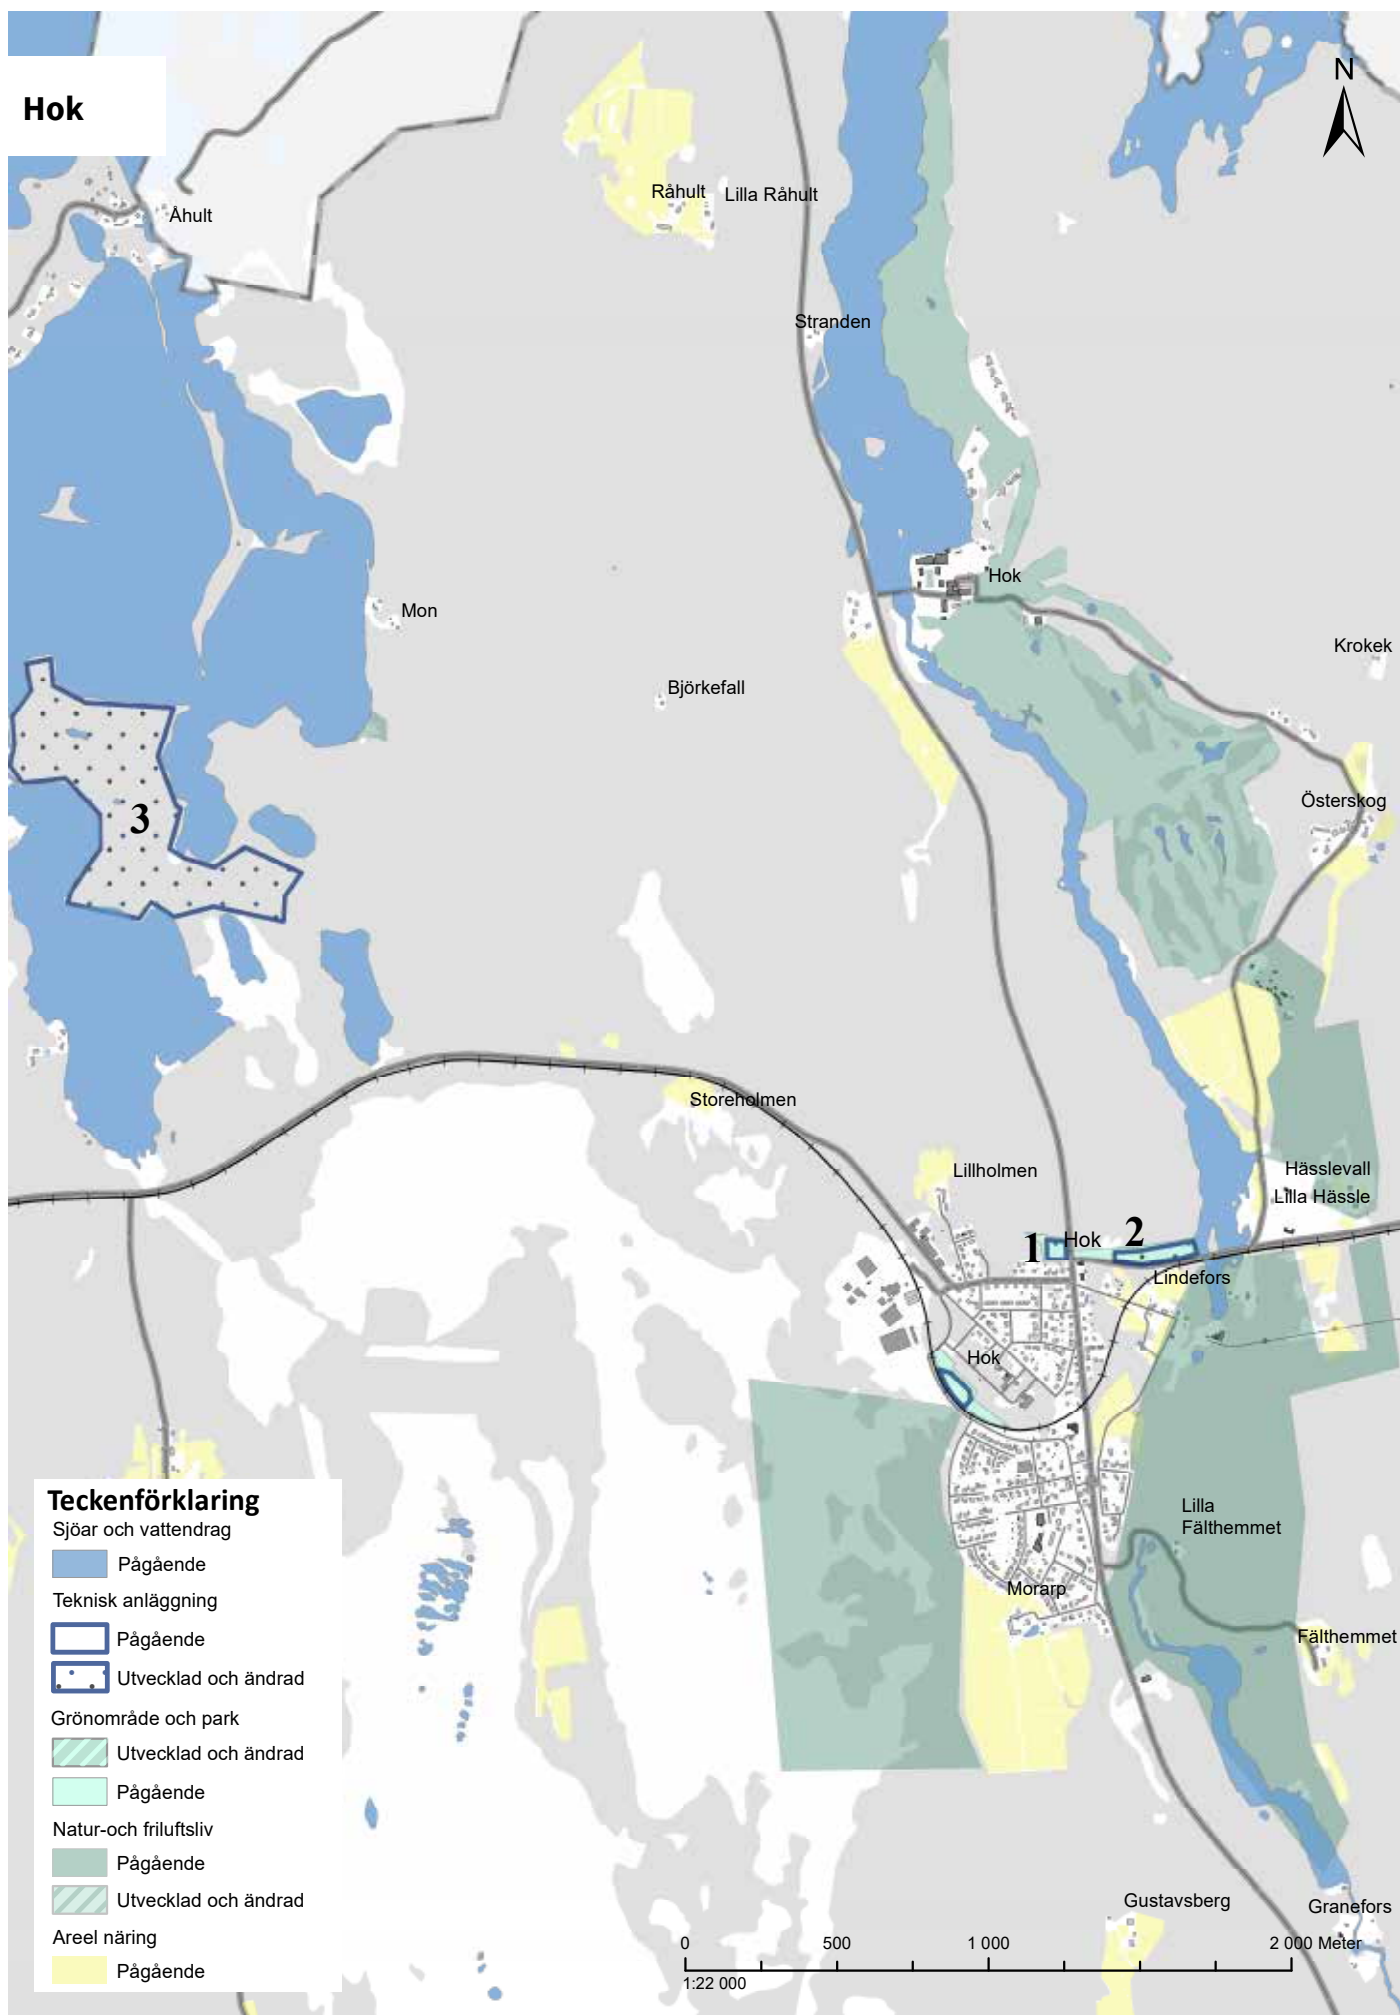 Hok
N
Åhult
Råhult
Lilla Råhult
Stranden
Hok
Mon
Krokek
Björkefall
Österskog
3
Storeholmen
Lillholmen
Hässlevall
Lilla Hässle
1
Hok
2
Lindefors
Hok
Lilla
Fälthemmet
Morarp
Fälthemmet
Gustavsberg
Granefors
Teckenförklaring
Sjöar och vattendrag
Pågående
Teknisk anläggning
Pågående
Utvecklad och ändrad
Grönområde och park
Utvecklad och ändrad
Pågående
Natur-och friluftsliv
Pågående
Utvecklad och ändrad
Areel näring
Pågående
0 500 1 000 2 000 Meter
1:22 000